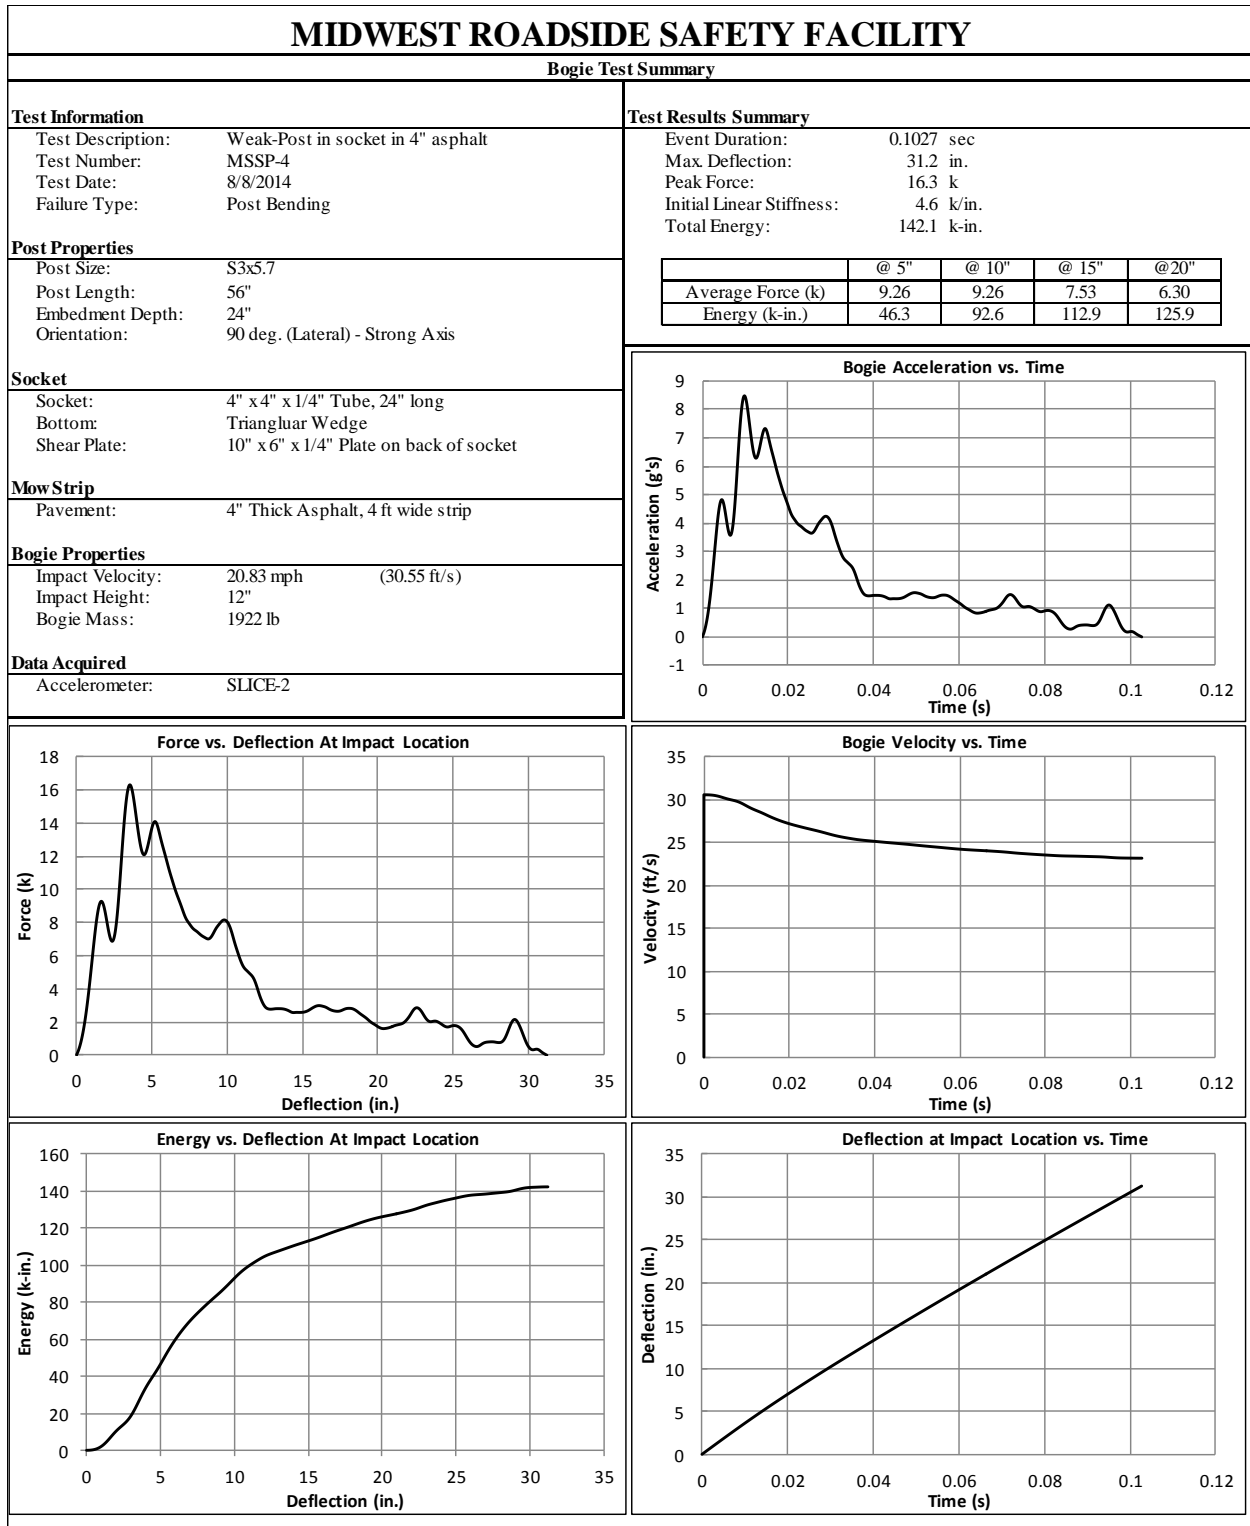 MIDWEST ROADSIDE SAFETY FACILITY
Bogie Test Summary
Test Information
Test Description: Weak-Post in socket in 4" asphalt
Test Number: MSSP-4
Test Date: 8/8/2014
Failure Type: Post Bending
Post Properties
Post Size: S3x5.7
Post Length: 56"
Embedment Depth: 24"
Orientation: 90 deg. (Lateral) - Strong Axis
Socket
Socket: 4" x 4" x 1/4" Tube, 24" long
Bottom: Triangluar Wedge
Shear Plate: 10" x 6" x 1/4" Plate on back of socket
Mow Strip
Pavement: 4" Thick Asphalt, 4 ft wide strip
Bogie Properties
Impact Velocity: 20.83 mph (30.55 ft/s)
Impact Height: 12"
Bogie Mass: 1922 lb
Data Acquired
Accelerometer: SLICE-2
Test Results Summary
Event Duration: 0.1027 sec
Max. Deflection: 31.2 in.
Peak Force: 16.3 k
Initial Linear Stiffness: 4.6 k/in.
Total Energy: 142.1 k-in.
@ 5" @ 10" @ 15" @20"
Average Force (k) 9.26 9.26 7.53 6.30
Energy (k-in.) 46.3 92.6 112.9 125.9
Bogie Acceleration vs. Time
Acceleration (g's)
9
8
7
6
5
4
3
2
1
0
-1
0 0.02 0.04 0.06 0.08 0.1 0.12
Time (s)
Force vs. Deflection At Impact Location
Force (k)
18
16
14
12
10
8
6
4
2
0
0 5 10 15 20 25 30 35
Deflection (in.)
Bogie Velocity vs. Time
Velocity (ft/s)
35
30
25
20
15
10
5
0
0 0.02 0.04 0.06 0.08 0.1 0.12
Time (s)
Energy vs. Deflection At Impact Location
Energy (k-in.)
160
140
120
100
80
60
40
20
0
0 5 10 15 20 25 30 35
Deflection (in.)
Deflection at Impact Location vs. Time
Deflection (in.)
35
30
25
20
15
10
5
0
0 0.02 0.04 0.06 0.08 0.1 0.12
Time (s)